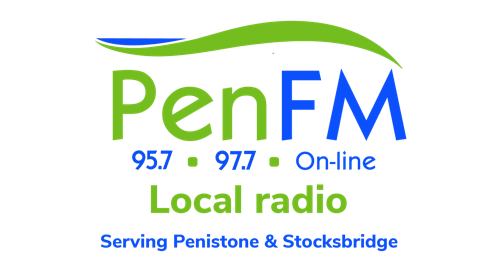 PenFM
95.7 • 97.7 • On-line
Local radio
Serving Penistone & Stocksbridge